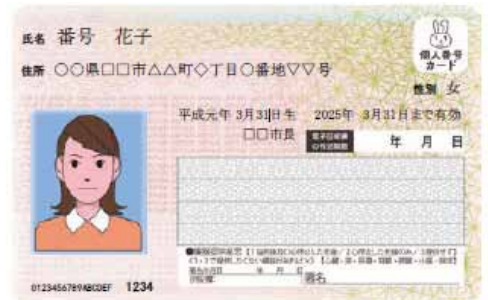 氏名 番号 花子
個人番号
カード
住所 〇〇県□□市△△町◇丁目〇番地▽▽号
性別 女
平成元年 3月31日生 2025年 3月31日まで有効
□□市長
年 月 日
署名
0123456789ABCDEF 1234